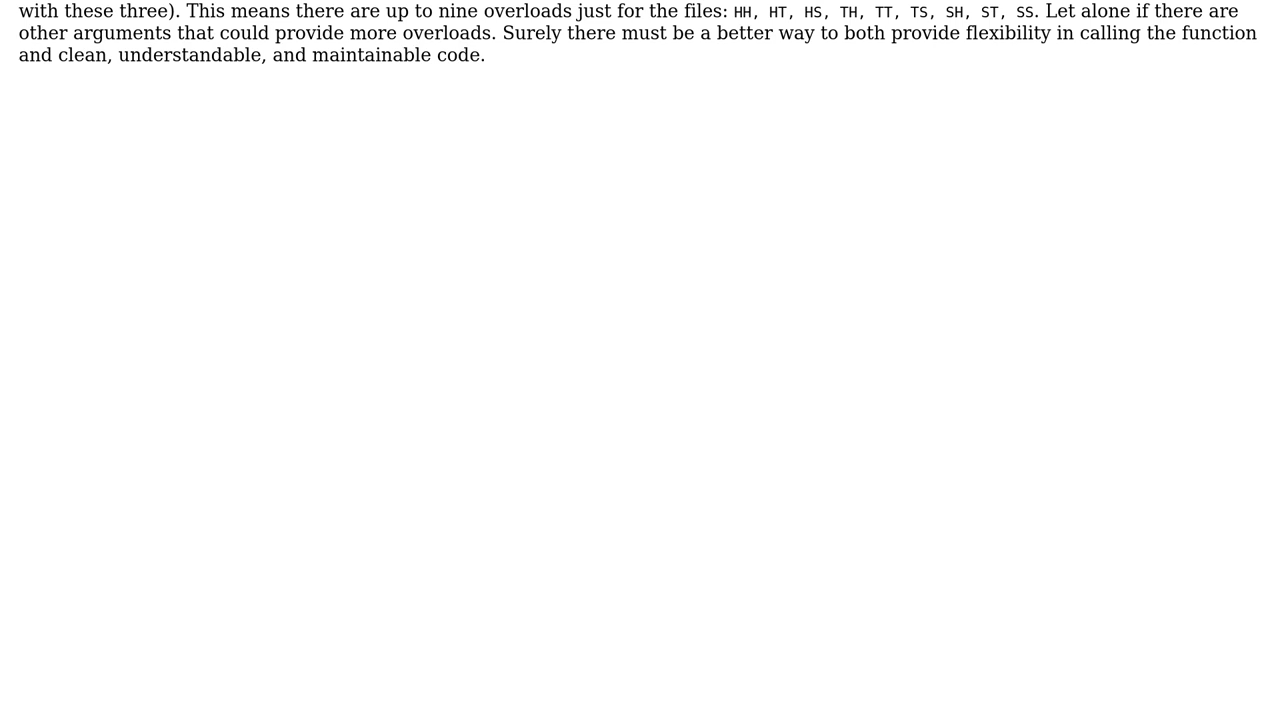 with these three). This means there are up to nine overloads just for the files: HH, HT, HS, TH, TT, TS, SH, ST, SS. Let alone if there are
other arguments that could provide more overloads. Surely there must be a better way to both provide flexibility in calling the function
and clean, understandable, and maintainable code.